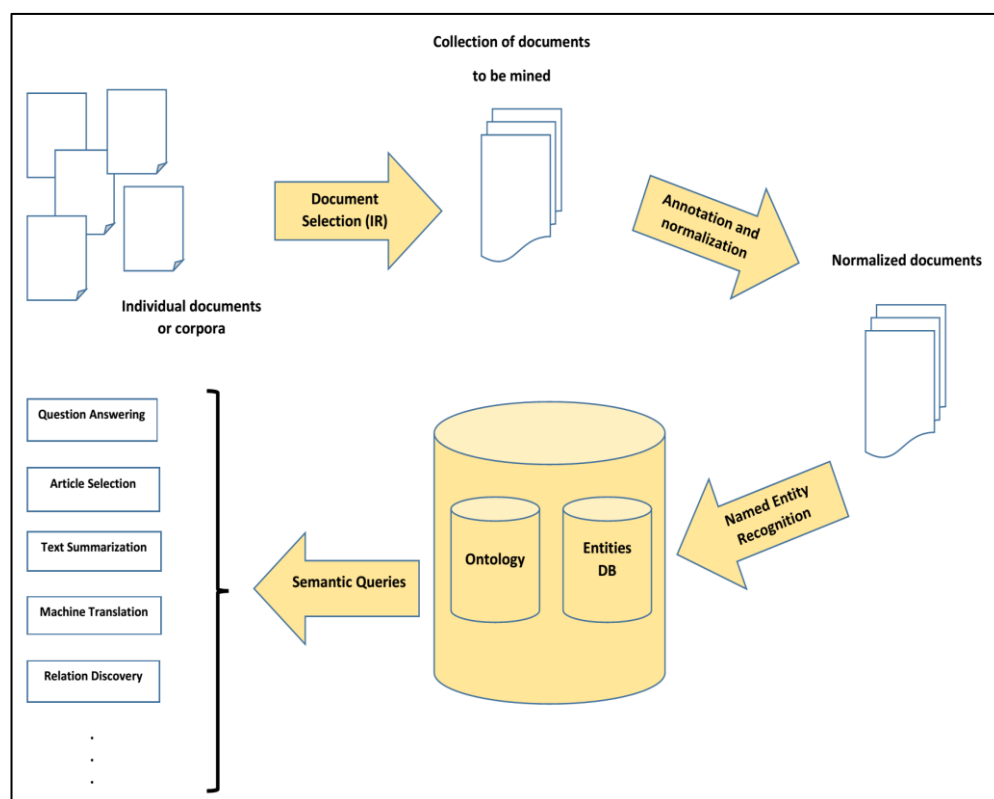 Collection of documents
to be mined
Document
Selection (IR)
Annotation and
normalization
Individual documents
or corpora
Normalized documents
Named Entity
Recognition
Ontology
Entities
DB
Semantic Queries
Question Answering
Article Selection
Text Summarization
Machine Translation
Relation Discovery
.
.
.